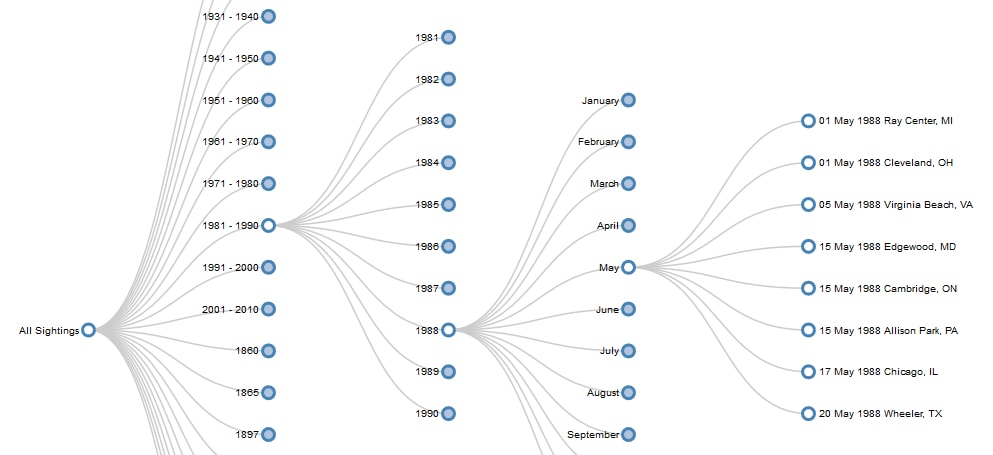 All Sightings
1931 - 1940
1941 - 1950
1951 - 1960
1961 - 1970
1971 - 1980
1981 - 1990
1991 - 2000
2001 - 2010
1860
1865
1897
1981
1982
1983
1984
1985
1986
1987
1988
1989
1990
January
February
March
April
May
June
July
August
September
01 May 1988 Ray Center, MI
01 May 1988 Cleveland, OH
05 May 1988 Virginia Beach, VA
15 May 1988 Edgewood, MD
15 May 1988 Cambridge, ON
15 May 1988 Allison Park, PA
17 May 1988 Chicago, IL
20 May 1988 Wheeler, TX